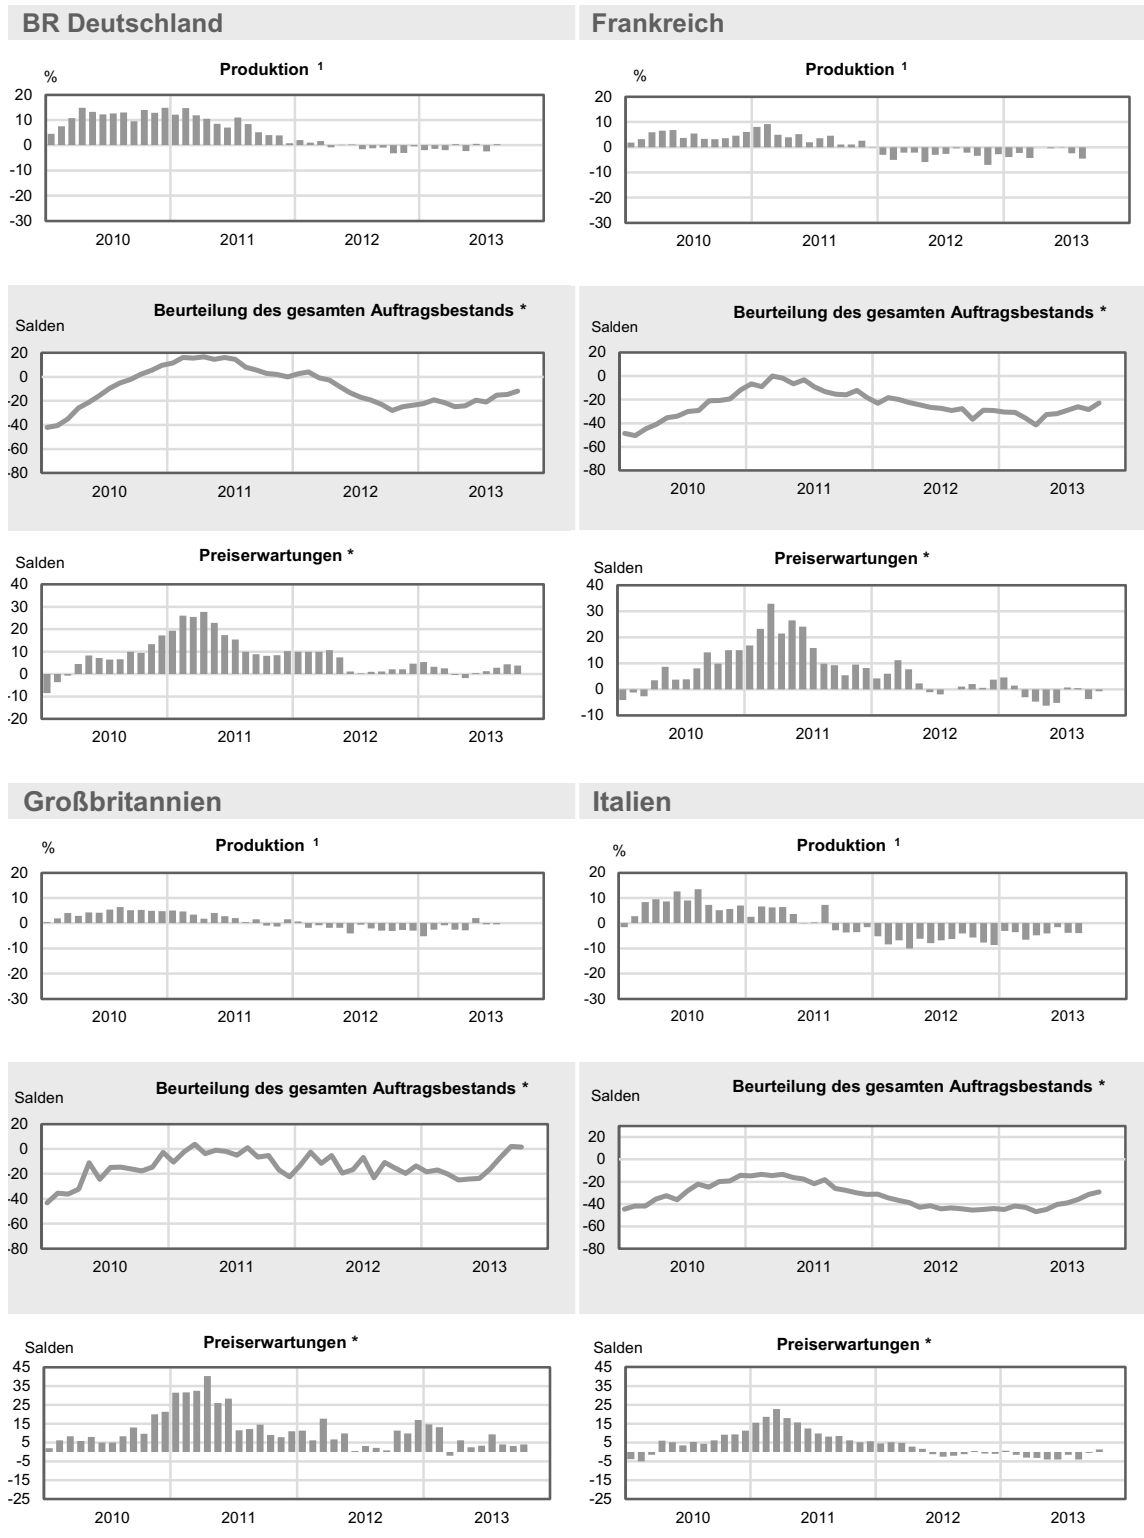 BR Deutschland
Produktion 1
%
20
10
0
-10
-20
-30
2010 2011 2012 2013
Beurteilung des gesamten Auftragsbestands *
Salden
20
0
-20
-40
-60
-80
2010 2011 2012 2013
Preiserwartungen *
Salden
40
30
20
10
0
-10
-20
2010 2011 2012 2013
Frankreich
Produktion 1
%
20
10
0
-10
-20
-30
2010 2011 2012 2013
Beurteilung des gesamten Auftragsbestands *
Salden
20
0
-20
-40
-60
-80
2010 2011 2012 2013
Preiserwartungen *
Salden
40
30
20
10
0
-10
2010 2011 2012 2013
Großbritannien
Produktion 1
%
20
10
0
-10
-20
-30
2010 2011 2012 2013
Beurteilung des gesamten Auftragsbestands *
Salden
20
0
-20
-40
-60
-80
2010 2011 2012 2013
Preiserwartungen *
Salden
45
35
25
15
5
-5
-15
-25
2010 2011 2012 2013
Italien
Produktion 1
%
20
10
0
-10
-20
-30
2010 2011 2012 2013
Beurteilung des gesamten Auftragsbestands *
Salden
20
0
-20
-40
-60
-80
2010 2011 2012 2013
Preiserwartungen *
Salden
45
35
25
15
5
-5
-15
-25
2010 2011 2012 2013